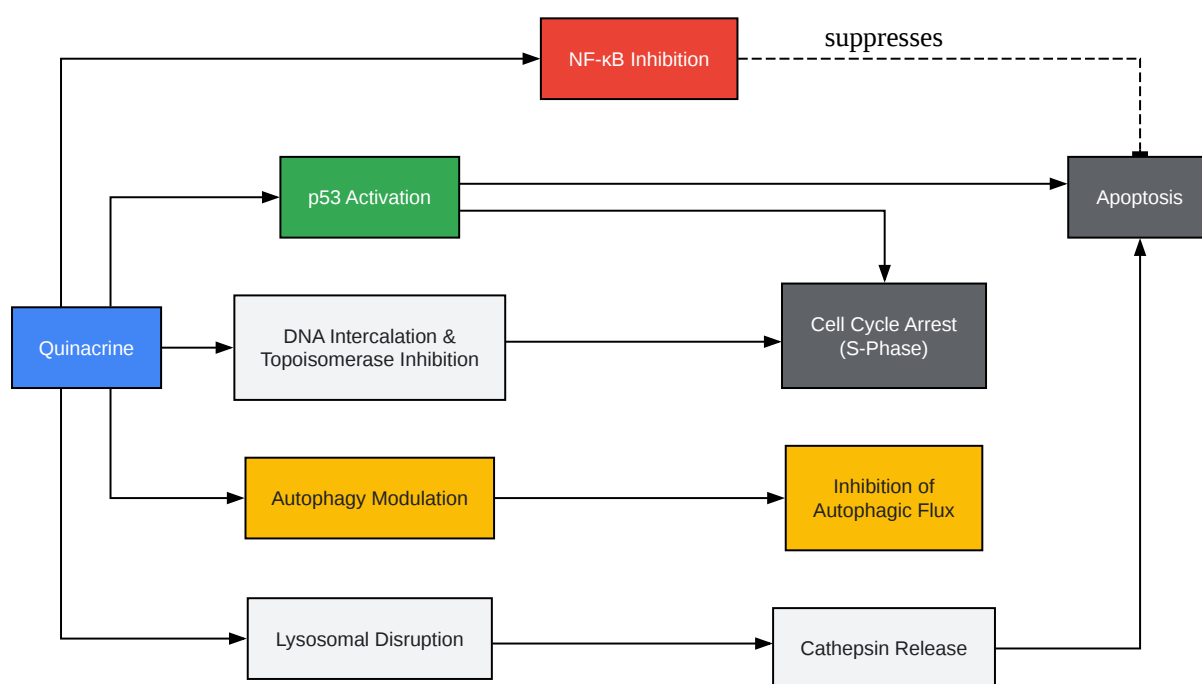 suppresses
NF-κB Inhibition
p53 Activation
Apoptosis
Quinacrine
DNA Intercalation &
Topoisomerase Inhibition
Cell Cycle Arrest
(S-Phase)
Autophagy Modulation
Inhibition of
Autophagic Flux
Lysosomal Disruption
Cathepsin Release